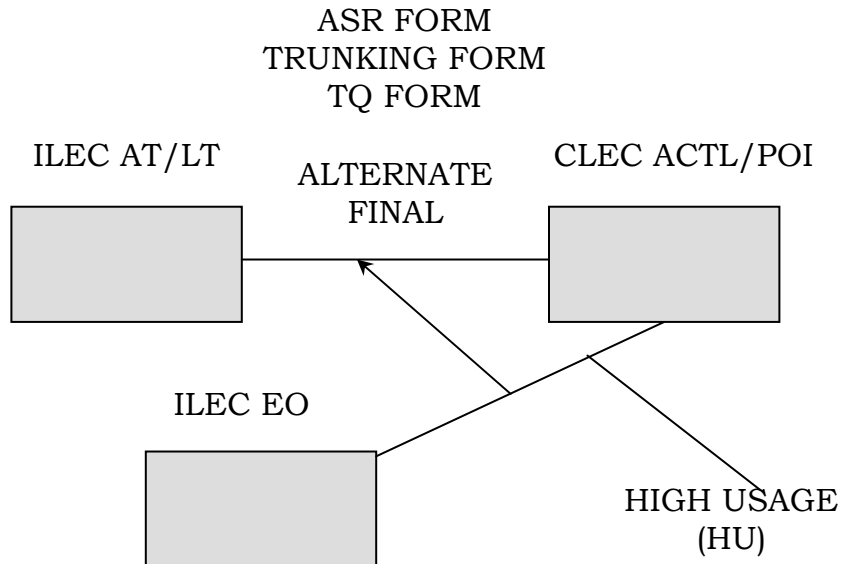 ASR FORM
TRUNKING FORM
TQ FORM
ILEC AT/LT
CLEC ACTL/POI
ALTERNATE
FINAL
ILEC EO
HIGH USAGE
(HU)